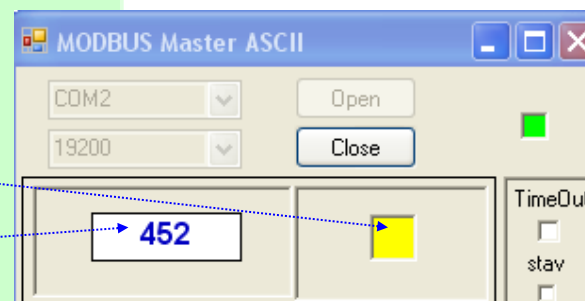 MODBUS Master ASCII
COM2
Open
19200
Close
452
TimeOut
stav